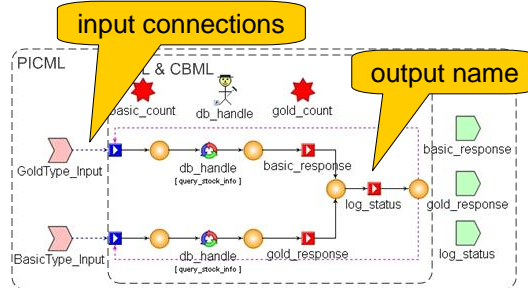 input connections
PICML
L & CBML
output name
basic_count
db_handle
gold_count
basic_response
GoldType_Input
db_handle
[ query_stock_info ]
basic_response
log_status
gold_response
BasicType_Input
db_handle
[ query_stock_info ]
gold_response
log_status